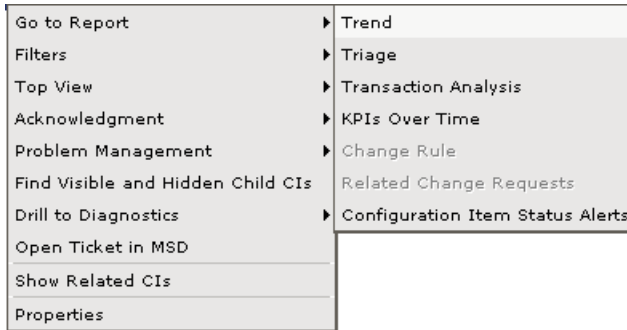 Go to Report
Filters
Top View
Acknowledgment
Problem Management
Find Visible and Hidden Child CIs
Drill to Diagnostics
Open Ticket in MSD
Show Related CIs
Properties
Trend
Triage
Transaction Analysis
KPIs Over Time
Change Rule
Related Change Requests
Configuration Item Status Alerts